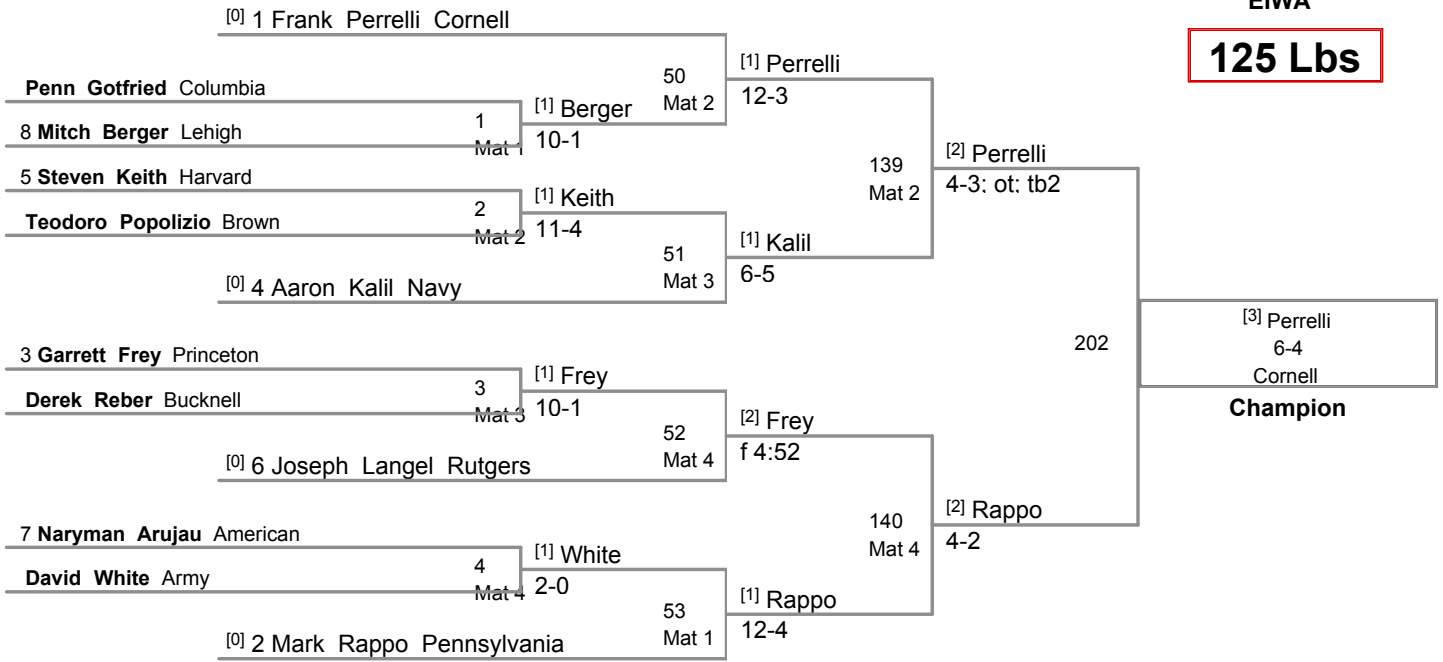 EIWA
125 Lbs
[0] 1 Frank Perrelli Cornell
Penn Gotfried Columbia
8 Mitch Berger Lehigh
1
Mat 1
[1] Berger
10-1
50
Mat 2
[1] Perrelli
12-3
5 Steven Keith Harvard
Teodoro Popolizio Brown
2
Mat 2
[1] Keith
11-4
[0] 4 Aaron Kalil Navy
51
Mat 3
[1] Kalil
6-5
139
Mat 2
[2] Perrelli
4-3: ot: tb2
3 Garrett Frey Princeton
Derek Reber Bucknell
3
Mat 3
[1] Frey
10-1
[0] 6 Joseph Langel Rutgers
52
Mat 4
[2] Frey
f 4:52
7 Naryman Arujau American
David White Army
4
Mat 4
[1] White
2-0
[0] 2 Mark Rappo Pennsylvania
53
Mat 1
[1] Rappo
12-4
140
Mat 4
[2] Rappo
4-2
202
[3] Perrelli
6-4
Cornell
Champion